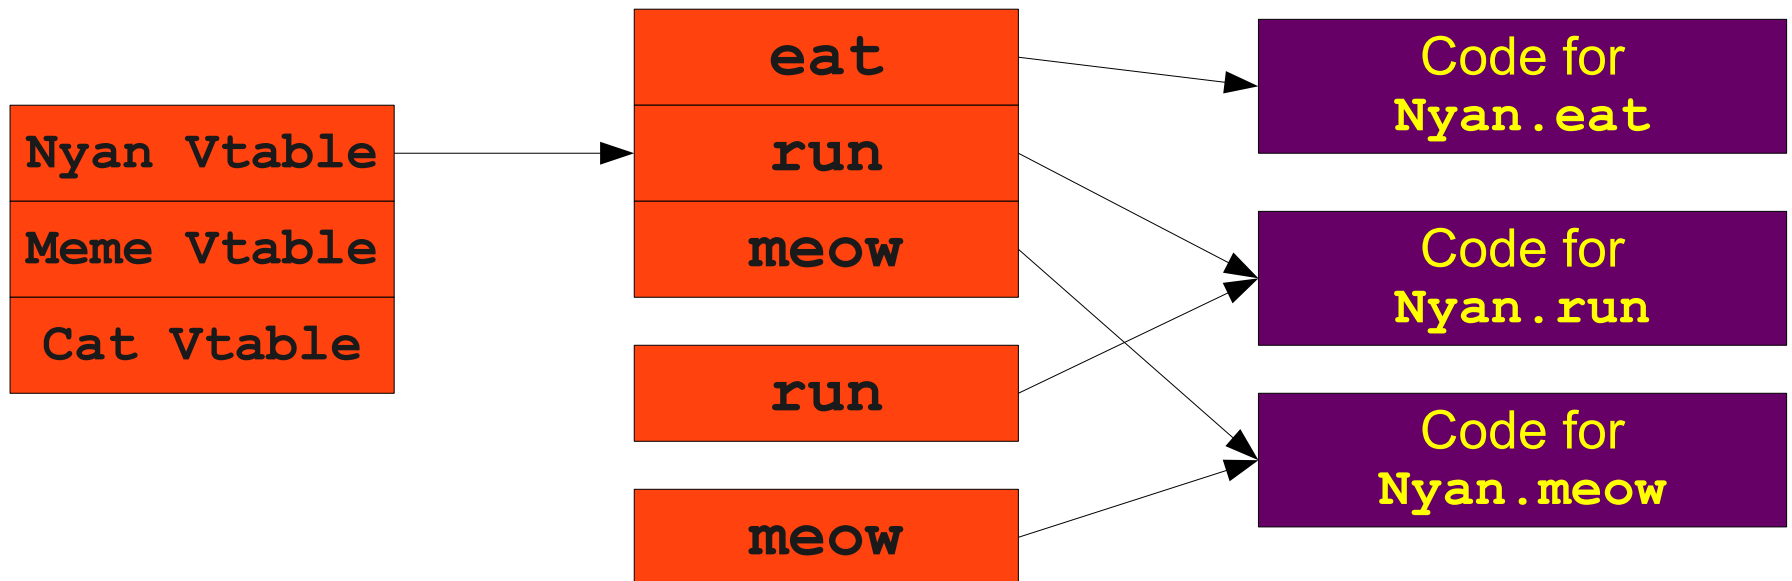 Nyan Vtable
Meme Vtable
Cat Vtable
eat
run
meow
run
meow
Code for
Nyan.eat
Code for
Nyan.run
Code for
Nyan.meow